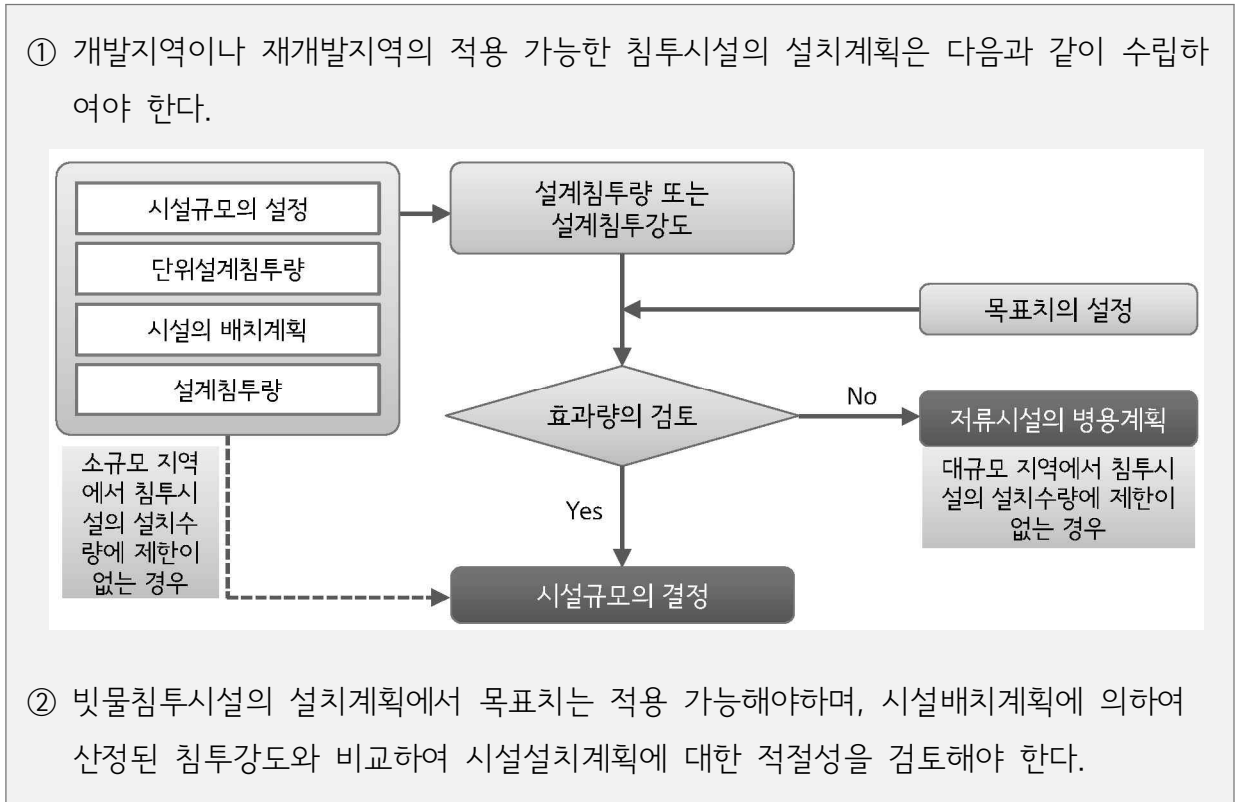 ① 개발지역이나 재개발지역의 적용 가능한 침투시설의 설치계획은 다음과 같이 수립하
여야 한다.
시설규모의 설정
단위설계침투량
시설의 배치계획
설계침투량
설계침투량 또는
설계침투강도
목표치의 설정
효과량의 검토
No
저류시설의 병용계획
대규모 지역에서 침투시
설의 설치수량에 제한이
없는 경우
소규모 지역
에서 침투시
설의 설치수
량에 제한이
없는 경우
Yes
시설규모의 결정
② 빗물침투시설의 설치계획에서 목표치는 적용 가능해야하며, 시설배치계획에 의하여
산정된 침투강도와 비교하여 시설설치계획에 대한 적절성을 검토해야 한다.